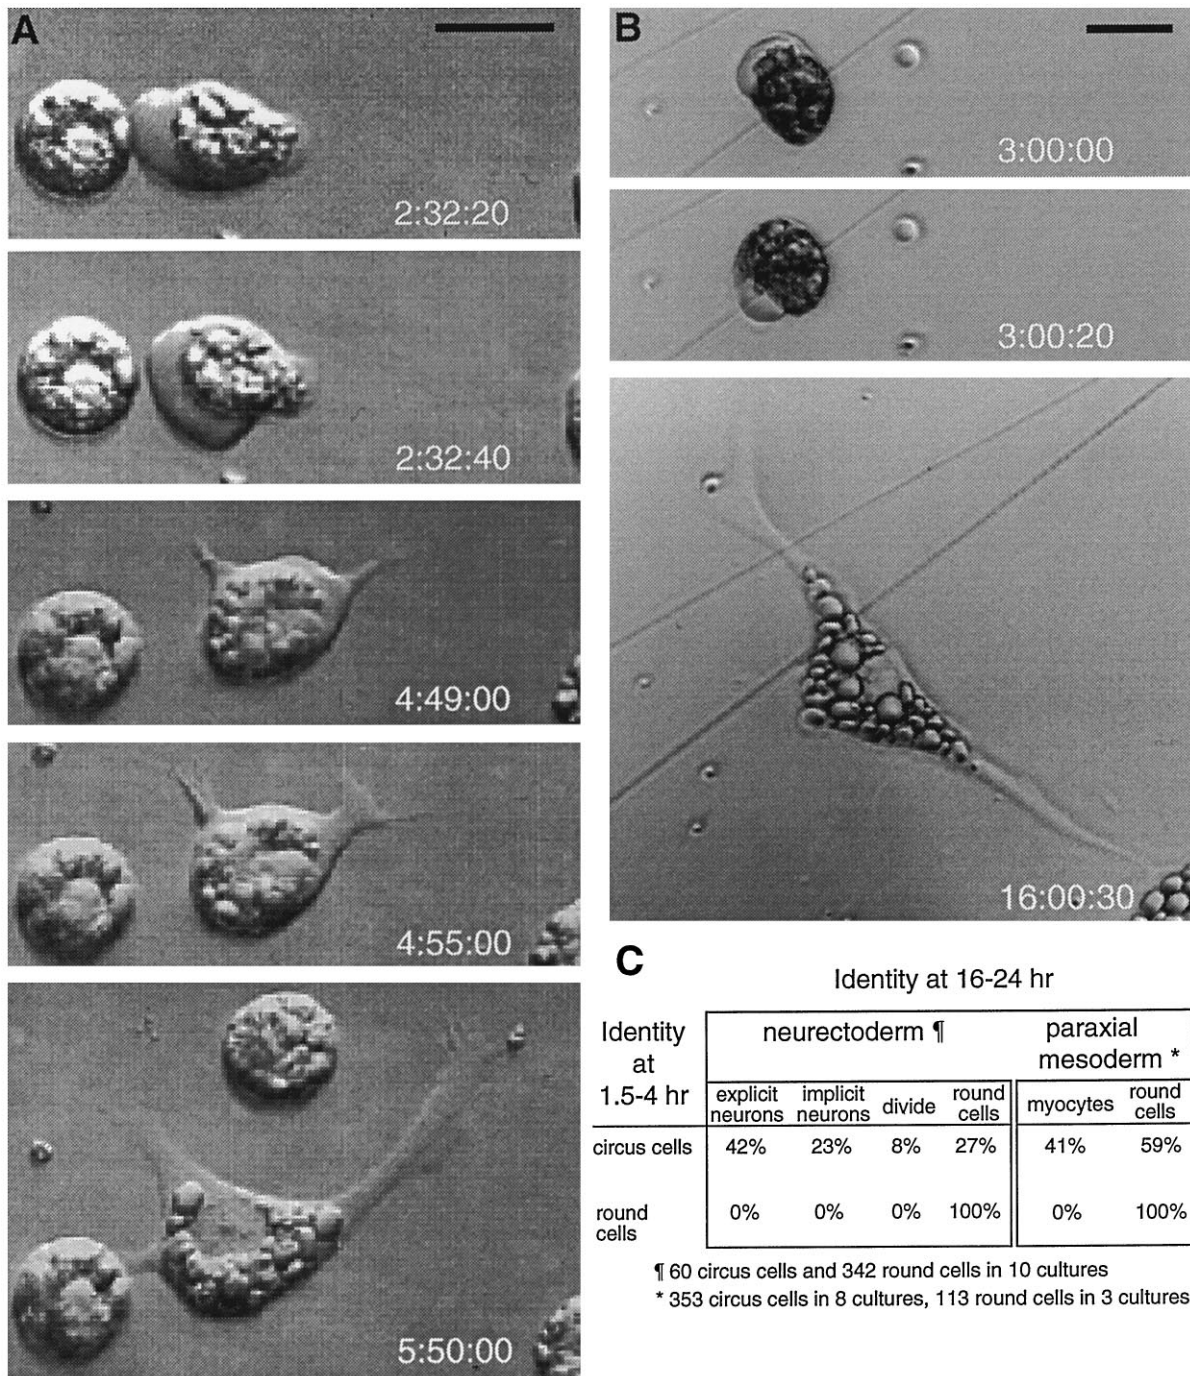 A
2:32:20
2:32:40
4:49:00
4:55:00
5:50:00
B
3:00:00
3:00:20
16:00:30
C
Identity at 16-24 hr
Identity at 1.5-4 hr
neurectoderm ¶
paraxial mesoderm *
explicit neurons
implicit neurons
divide
round cells
myocytes
round cells
circus cells 42% 23% 8% 27% 41% 59%
round cells 0% 0% 0% 100% 0% 100%
¶ 60 circus cells and 342 round cells in 10 cultures
* 353 circus cells in 8 cultures, 113 round cells in 3 cultures